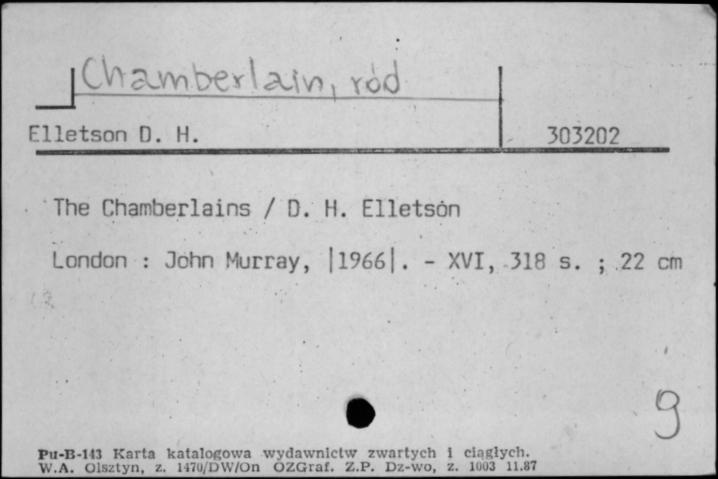 Chamberlain, ród
Elletson D. H. 303202
The Chamberlains / D. H. Elletson
London : John Murray, |1966|. - XVI, 318 s. ; 22 cm
9
Pu-B-143 Karta katalogowa wydawnictw zwartych i ciągłych.
W.A. Olsztyn, z. 1470/DW/On OZGraf. Z.P. Dz-wo, z. 1003 11.87